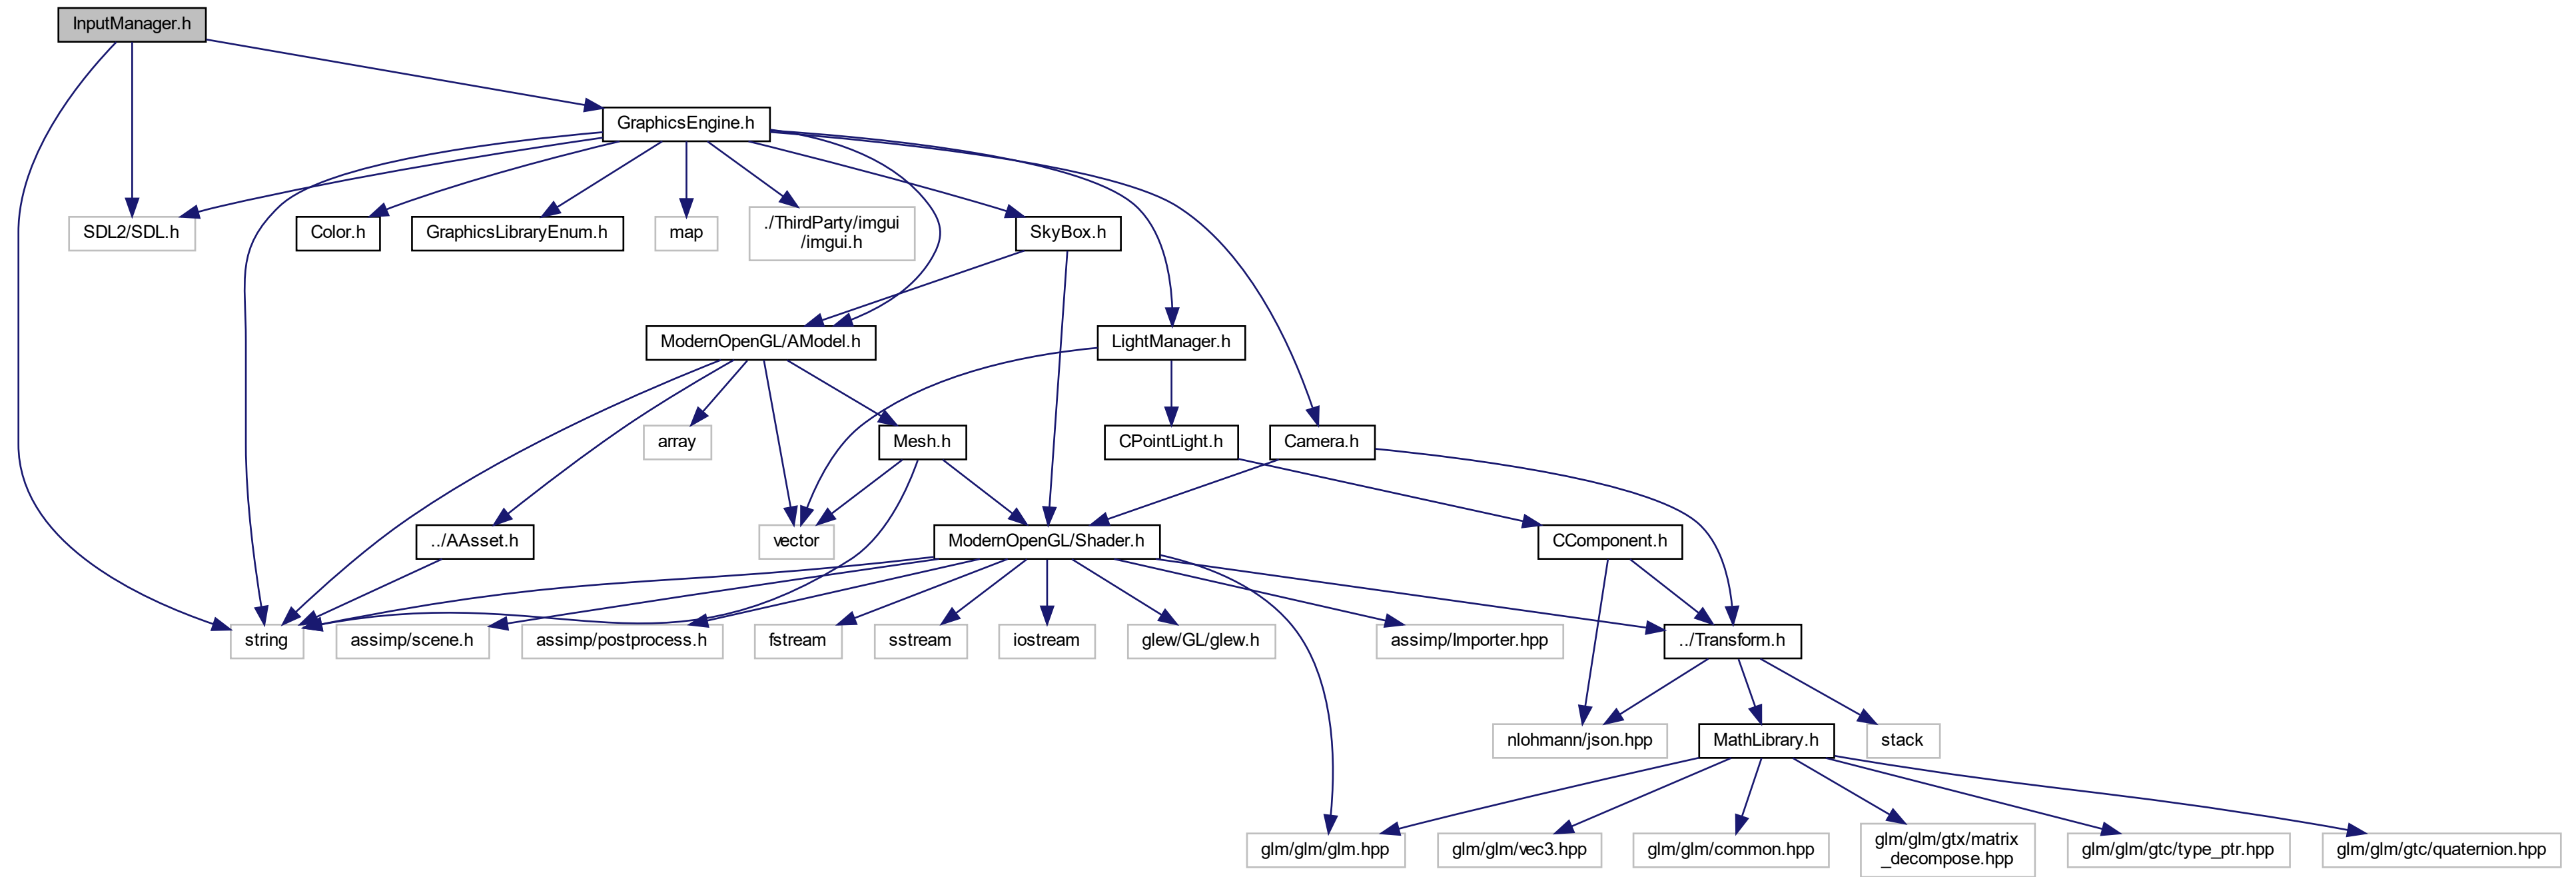 InputManager.h
GraphicsEngine.h
SDL2/SDL.h
Color.h
GraphicsLibraryEnum.h
map
./ThirdParty/imgui
/imgui.h
SkyBox.h
ModernOpenGL/AModel.h
LightManager.h
array
Mesh.h
CPointLight.h
Camera.h
../AAsset.h
vector
ModernOpenGL/Shader.h
CComponent.h
string
assimp/scene.h
assimp/postprocess.h
fstream
sstream
iostream
glew/GL/glew.h
assimp/Importer.hpp
../Transform.h
nlohmann/json.hpp
MathLibrary.h
stack
glm/glm/glm.hpp
glm/glm/vec3.hpp
glm/glm/common.hpp
glm/glm/gtx/matrix
_decompose.hpp
glm/glm/gtc/type_ptr.hpp
glm/glm/gtc/quaternion.hpp